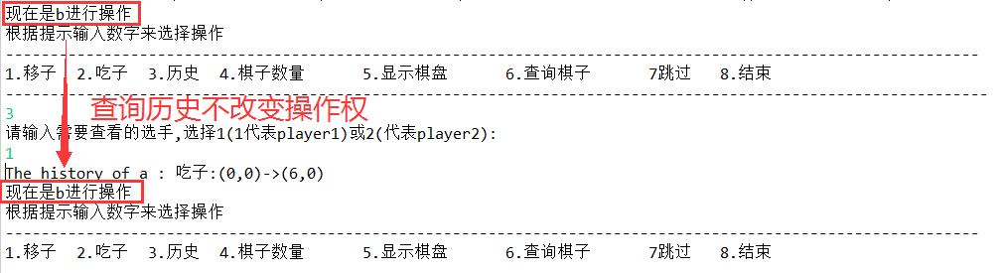 现在是b进行操作
根据提示输入数字来选择操作
--------------------------------------------------------------------------------
1.移子 2.吃子 3.历史 4.棋子数量 5.显示棋盘 6.查询棋子 7跳过 8.结束
--------------------------------------------------------------------------------
3
查询历史不改变操作权
请输入需要查看的选手,选择1(1代表player1)或2(代表player2):
1
The history of a : 吃子:(0,0)->(6,0)
现在是b进行操作
根据提示输入数字来选择操作
--------------------------------------------------------------------------------
1.移子 2.吃子 3.历史 4.棋子数量 5.显示棋盘 6.查询棋子 7跳过 8.结束